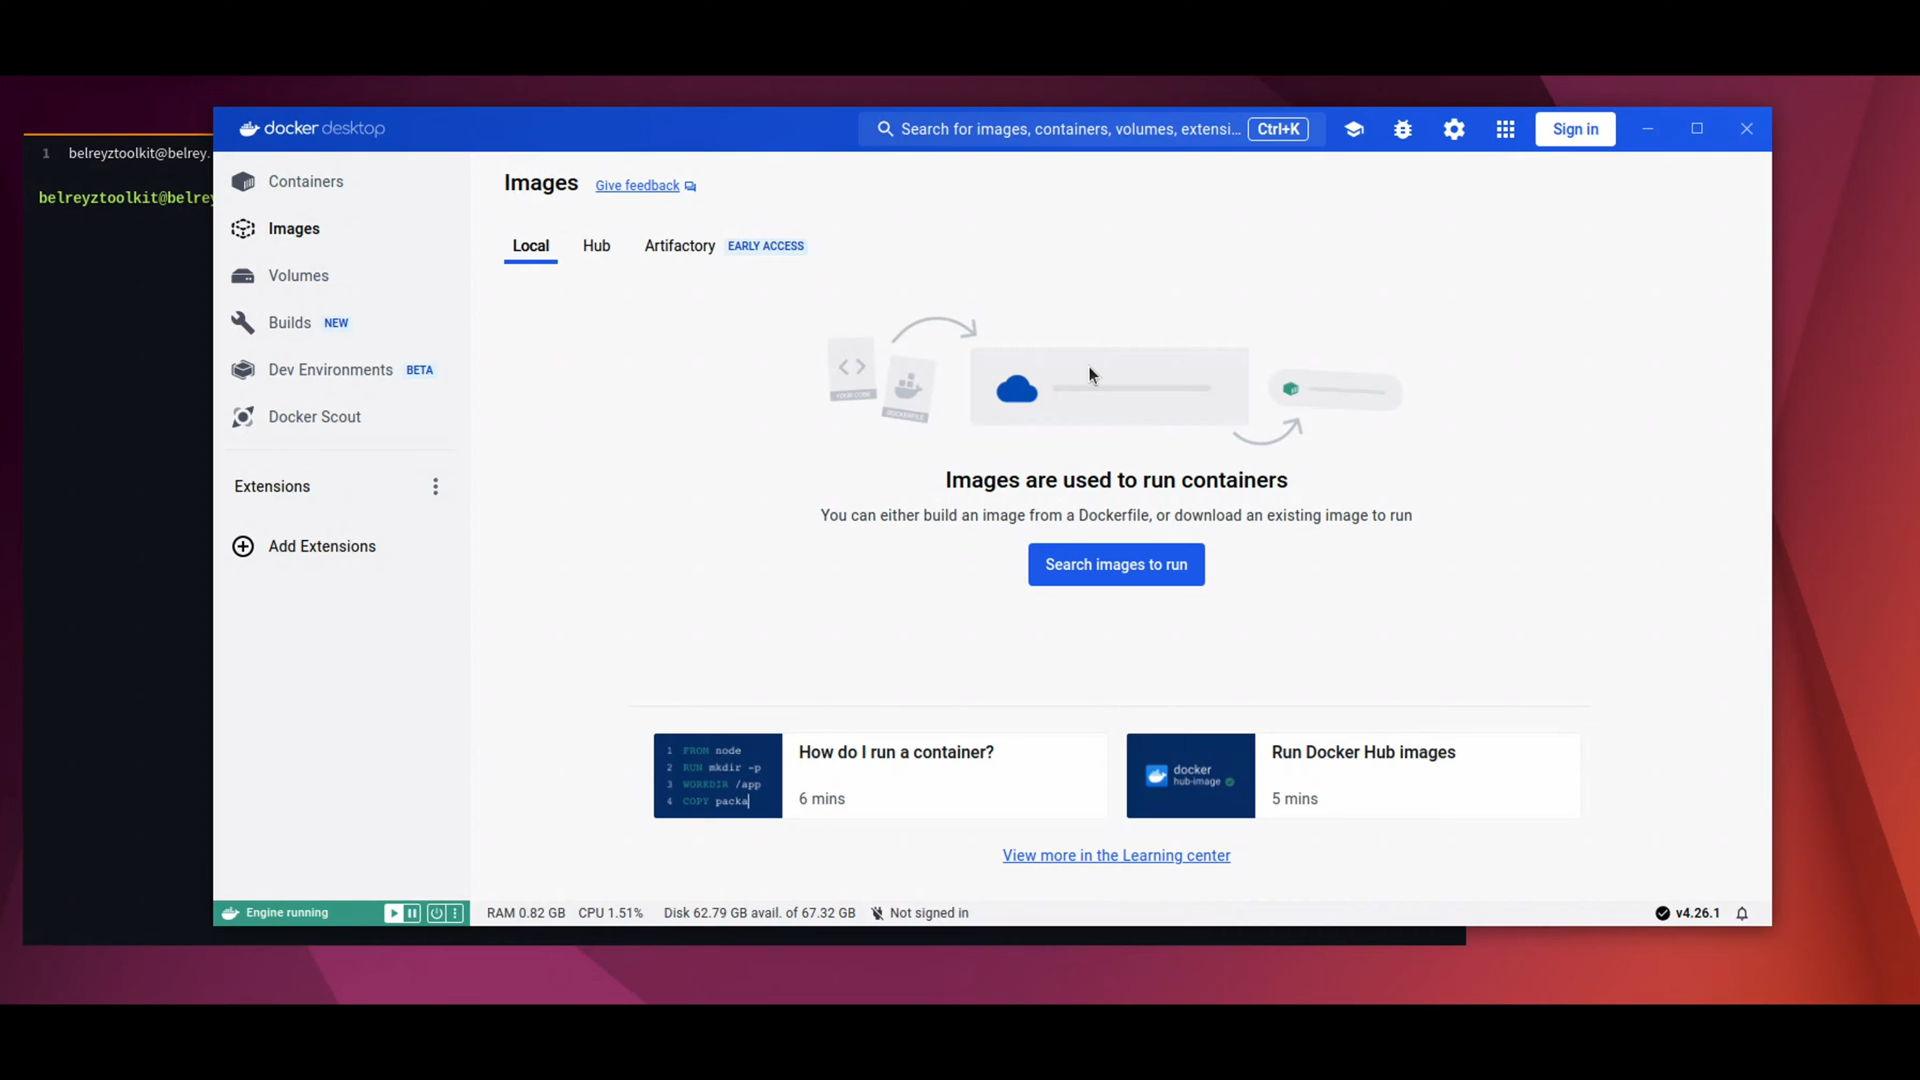 docker desktop
Search for images, containers, volumes, extensi... Ctrl+K
Sign in
1 belreyztoolkit@belrey.
belreyztoolkit@belrey
Containers
Images
Volumes
Builds NEW
Dev Environments BETA
Docker Scout
Extensions
Add Extensions
Images Give feedback
Local Hub Artifactory EARLY ACCESS
YOUR CODE
DOCKERFILE
Images are used to run containers
You can either build an image from a Dockerfile, or download an existing image to run
Search images to run
1 FROM node
2 RUN mkdir -p
3 WORKDIR /app
4 COPY packa
How do I run a container?
6 mins
docker
hub-image
Run Docker Hub images
5 mins
View more in the Learning center
Engine running
RAM 0.82 GB CPU 1.51% Disk 62.79 GB avail. of 67.32 GB Not signed in
v4.26.1